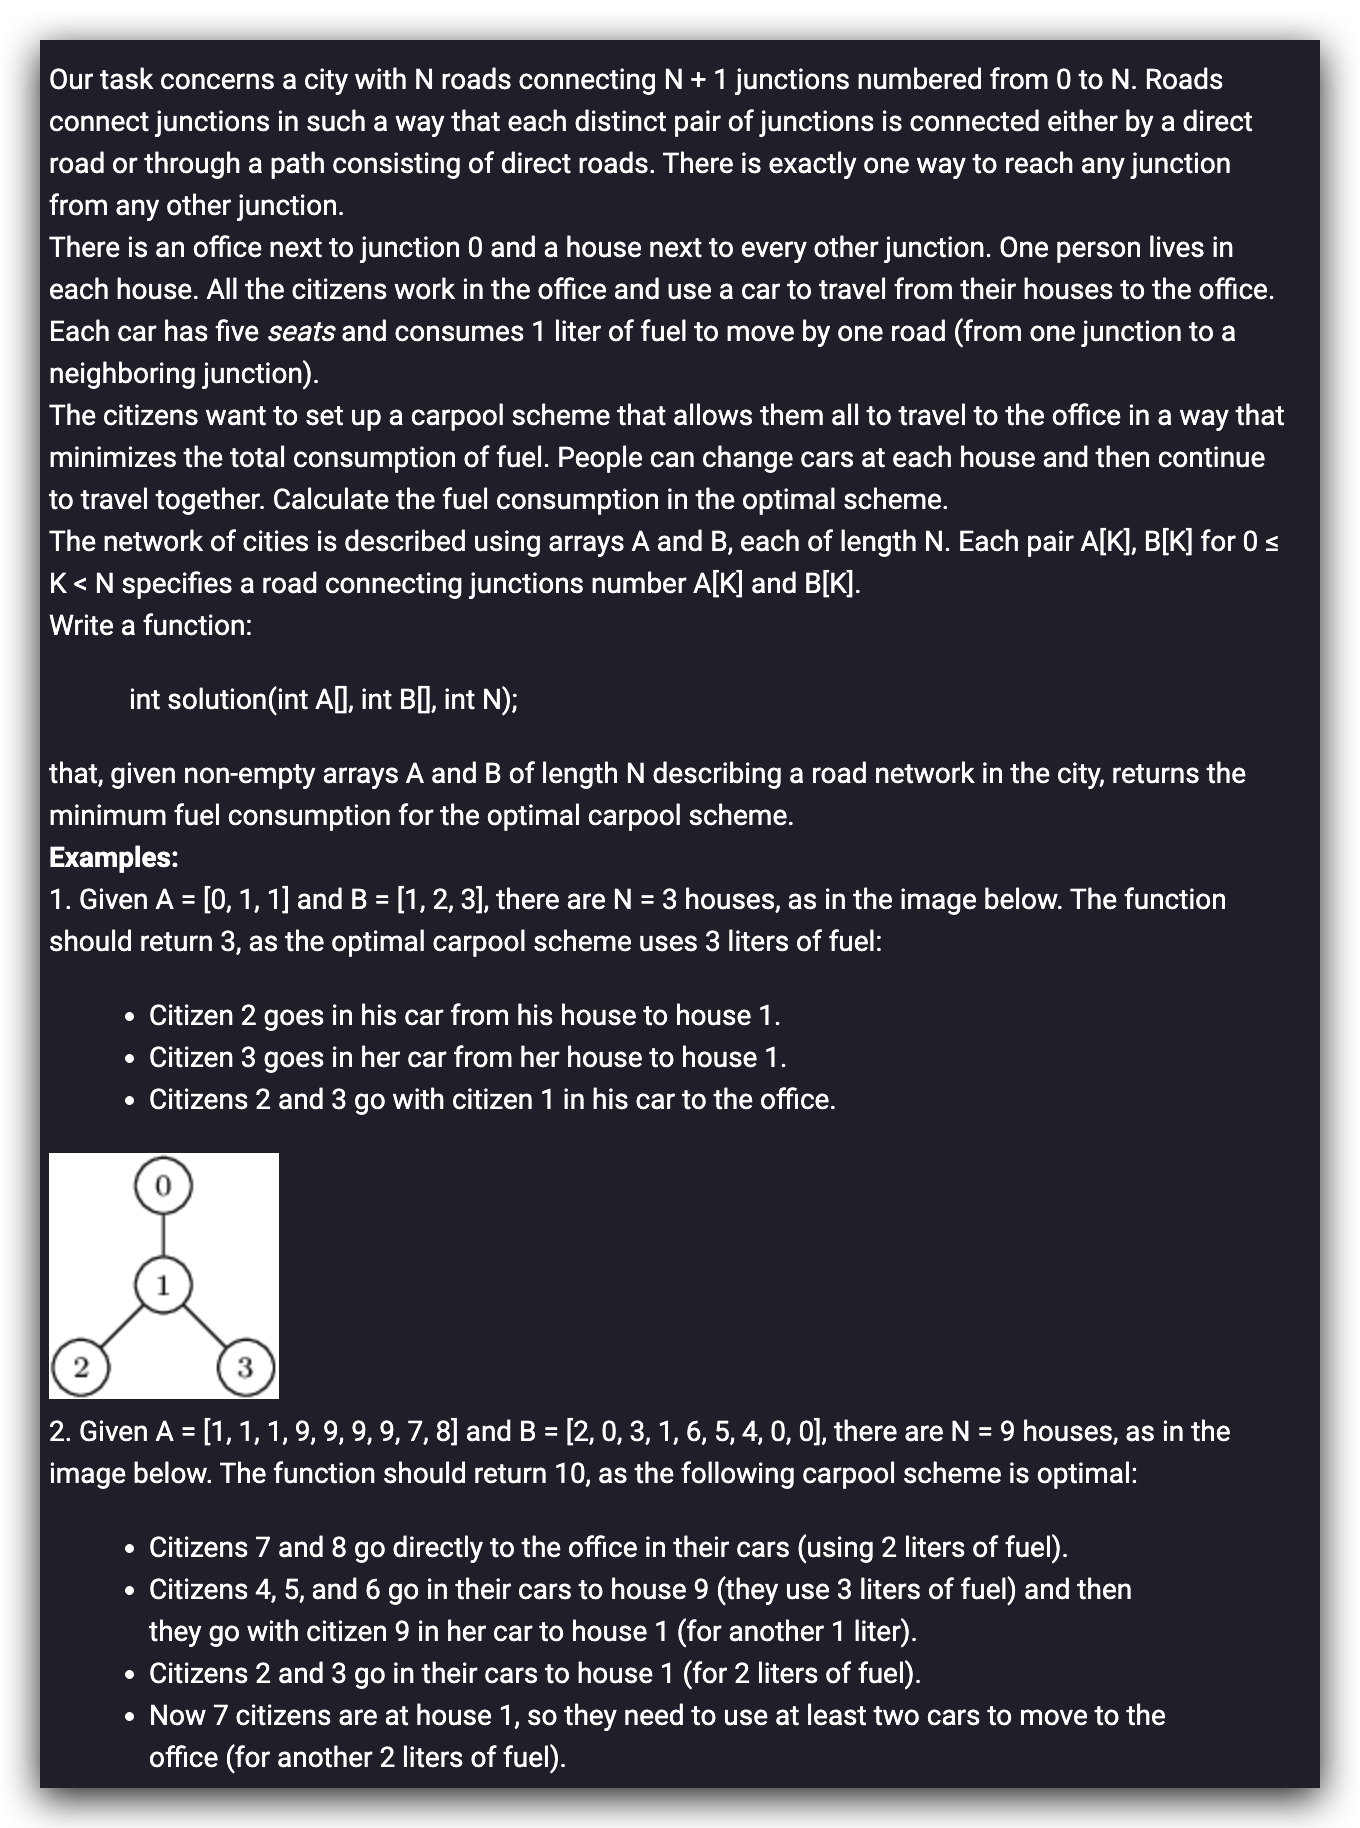 Our task concerns a city with N roads connecting N + 1 junctions numbered from 0 to N. Roads
connect junctions in such a way that each distinct pair of junctions is connected either by a direct
road or through a path consisting of direct roads. There is exactly one way to reach any junction
from any other junction.
There is an office next to junction 0 and a house next to every other junction. One person lives in
each house. All the citizens work in the office and use a car to travel from their houses to the office.
Each car has five seats and consumes 1 liter of fuel to move by one road (from one junction to a
neighboring junction).
The citizens want to set up a carpool scheme that allows them all to travel to the office in a way that
minimizes the total consumption of fuel. People can change cars at each house and then continue
to travel together. Calculate the fuel consumption in the optimal scheme.
The network of cities is described using arrays A and B, each of length N. Each pair A[K], B[K] for 0 ≤
K < N specifies a road connecting junctions number A[K] and B[K].
Write a function:
int solution(int A[], int B[], int N);
that, given non-empty arrays A and B of length N describing a road network in the city, returns the
minimum fuel consumption for the optimal carpool scheme.
Examples:
1. Given A = [0, 1, 1] and B = [1, 2, 3], there are N = 3 houses, as in the image below. The function
should return 3, as the optimal carpool scheme uses 3 liters of fuel:
• Citizen 2 goes in his car from his house to house 1.
• Citizen 3 goes in her car from her house to house 1.
• Citizens 2 and 3 go with citizen 1 in his car to the office.
0
1
2 3
2. Given A = [1, 1, 1, 9, 9, 9, 9, 7, 8] and B = [2, 0, 3, 1, 6, 5, 4, 0, 0], there are N = 9 houses, as in the
image below. The function should return 10, as the following carpool scheme is optimal:
• Citizens 7 and 8 go directly to the office in their cars (using 2 liters of fuel).
• Citizens 4, 5, and 6 go in their cars to house 9 (they use 3 liters of fuel) and then
they go with citizen 9 in her car to house 1 (for another 1 liter).
• Citizens 2 and 3 go in their cars to house 1 (for 2 liters of fuel).
• Now 7 citizens are at house 1, so they need to use at least two cars to move to the
office (for another 2 liters of fuel).